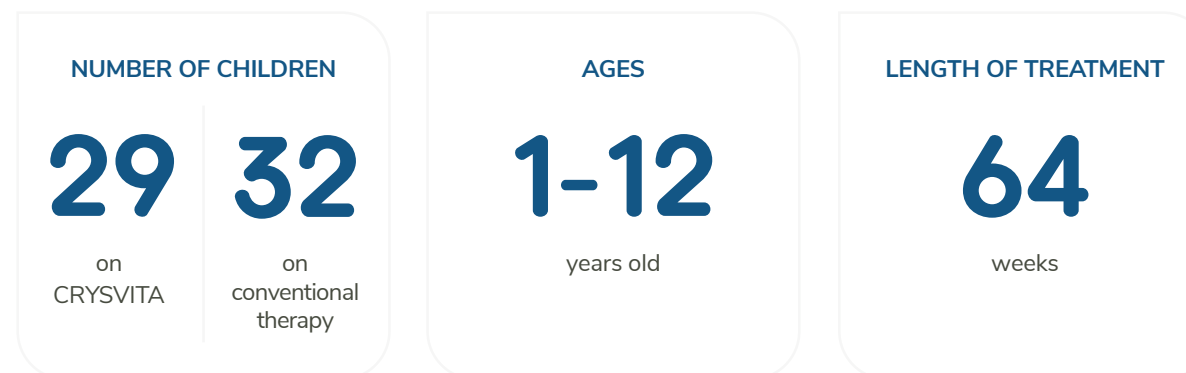 NUMBER OF CHILDREN
29
on
CRYSVITA
32
on
conventional
therapy
AGES
1-12
years old
LENGTH OF TREATMENT
64
weeks